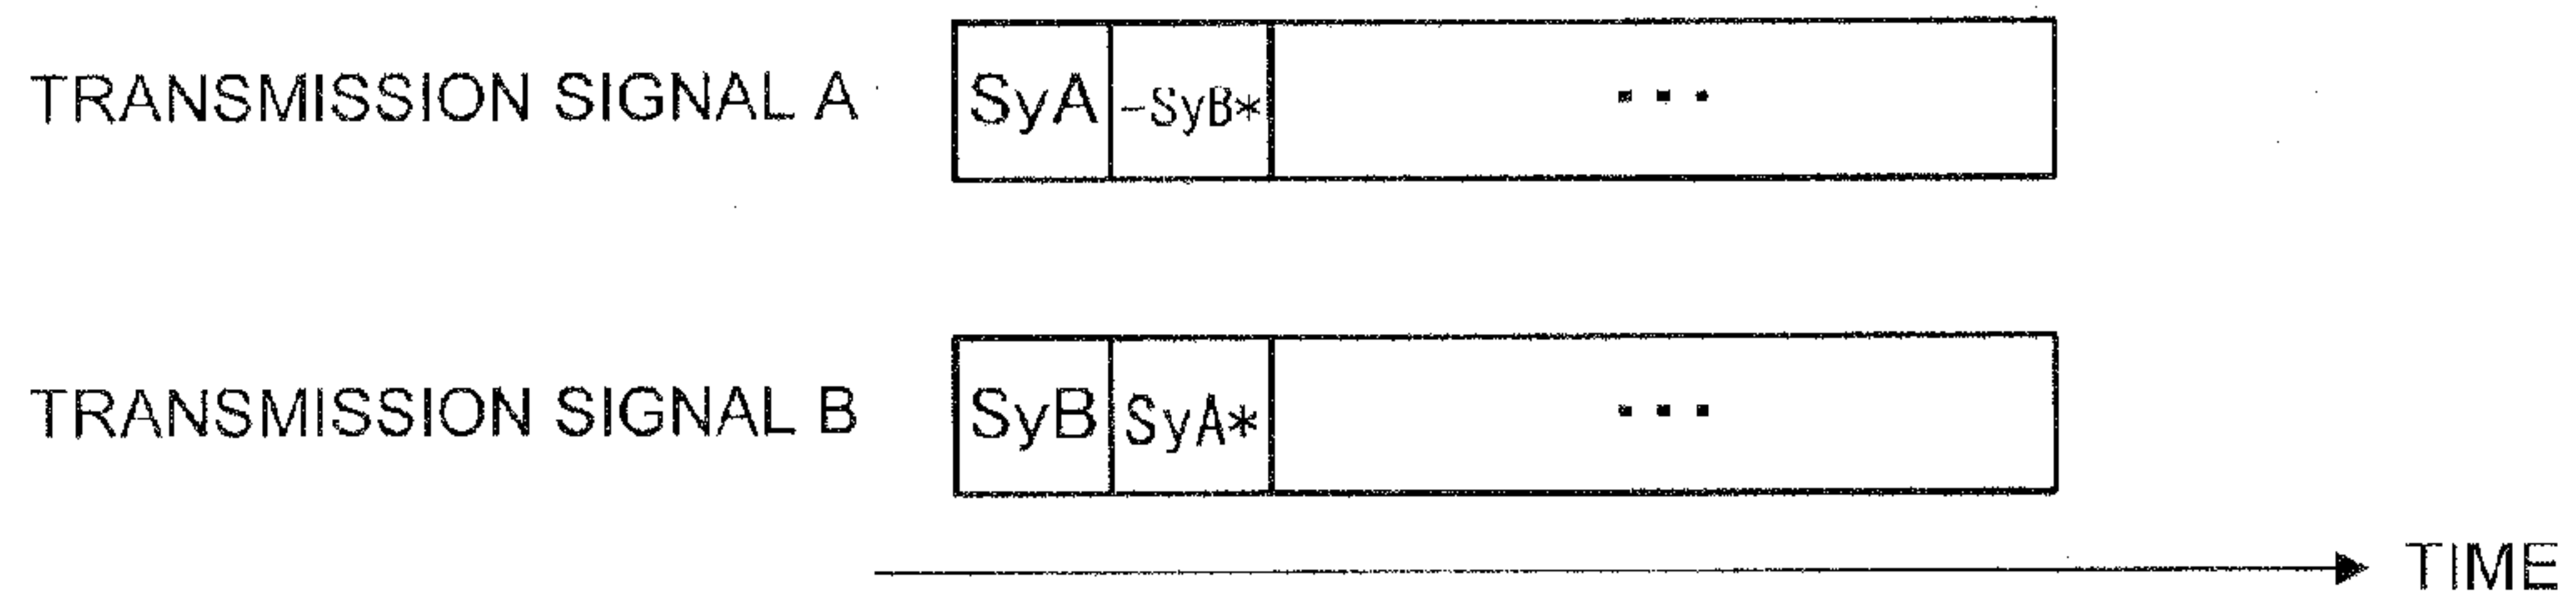 TRANSMISSION SIGNAL A SyA -SyB* ...
TRANSMISSION SIGNAL B SyB SyA* ...
TIME